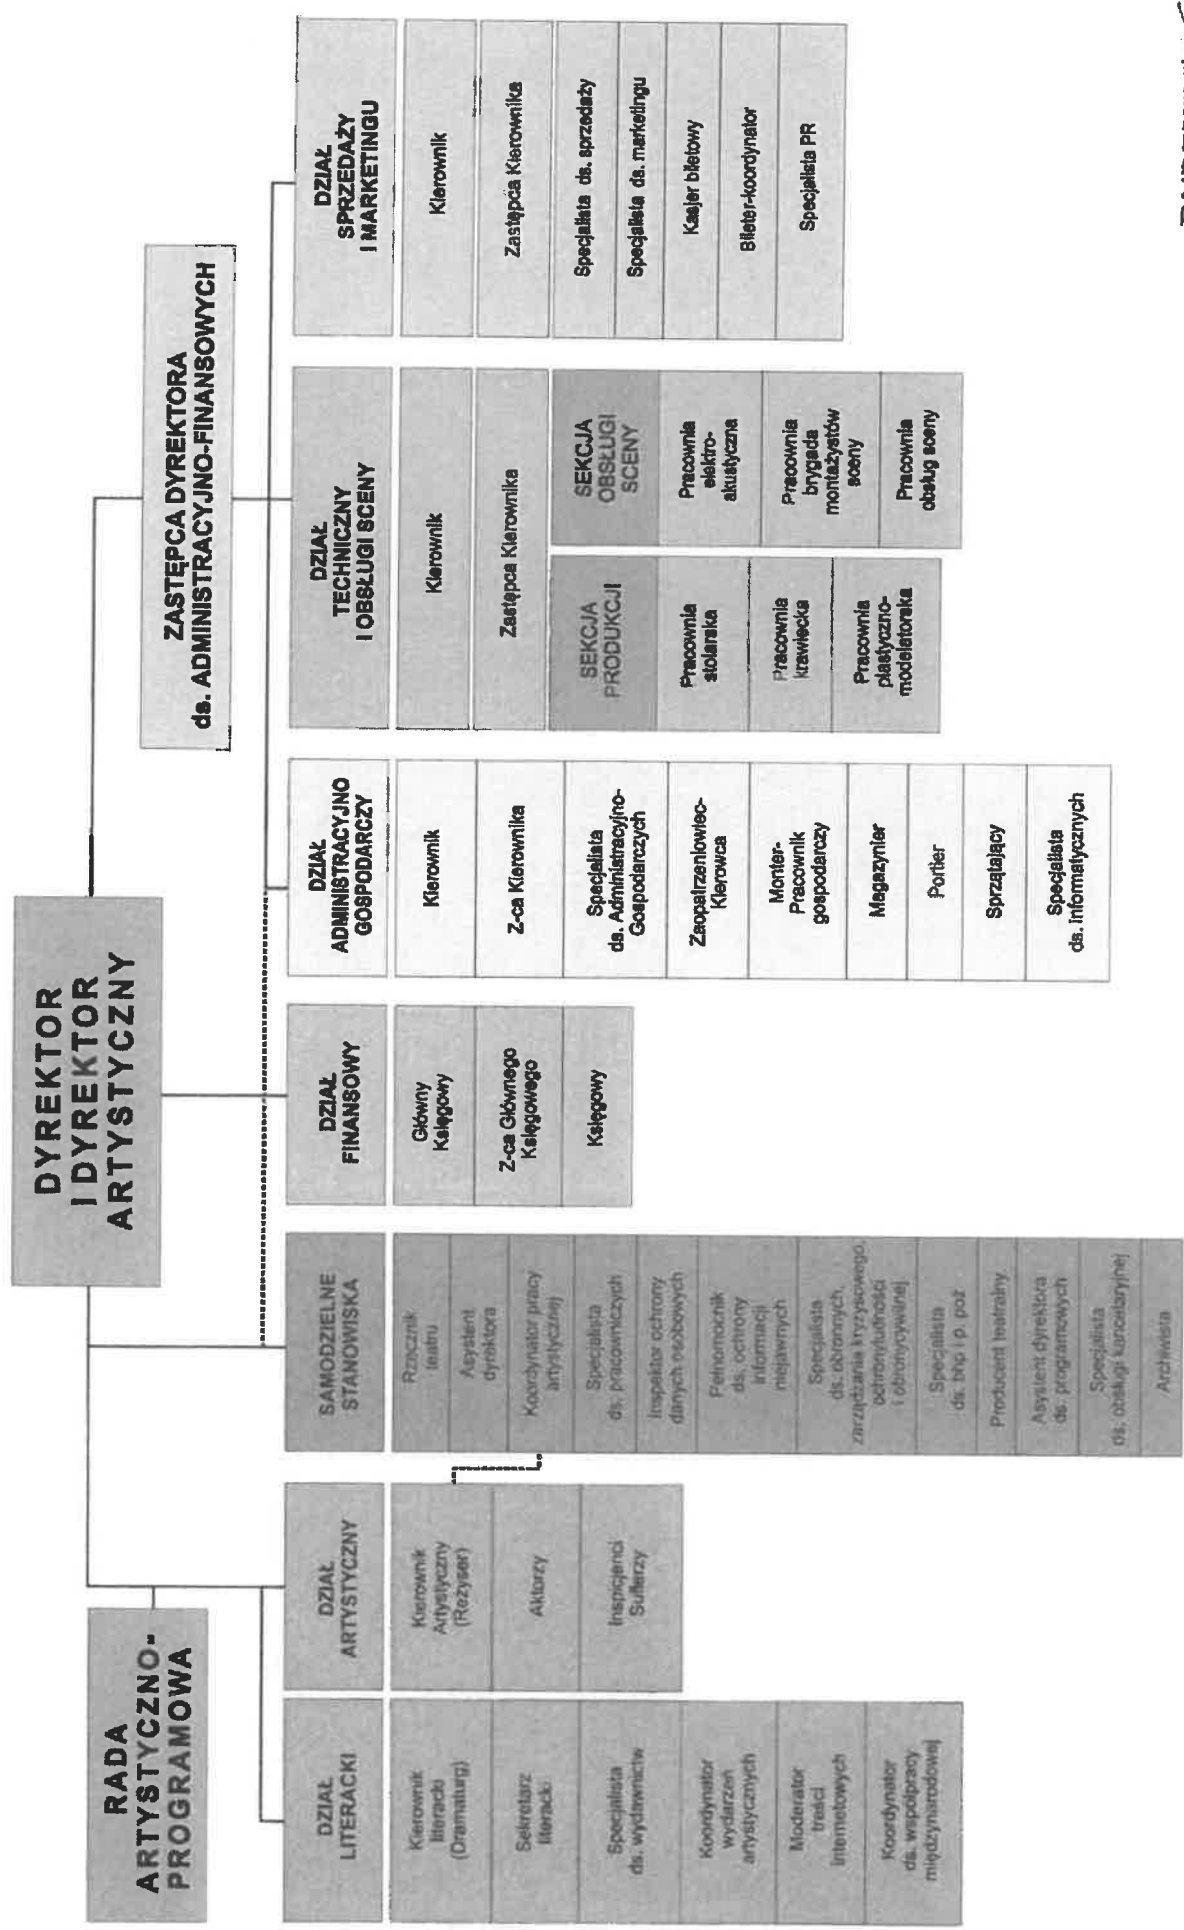 DYREKTOR
I DYREKTOR
ARTYSTYCZNY
RADA
ARTYSTYCZNO-
PROGRAMOWA
ZASTĘPCA DYREKTORA
ds. ADMINISTRACYJNO-FINANSOWYCH
DZIAŁ
LITERACKI
Kierownik
literacki
(Dramaturg)
Sekretarz
literacki
Specjalista
ds. wydawnictw
Koordynator
wydarzeń
artystycznych
Moderator
treści
internetowych
Koordynator
ds. współpracy
międzynarodowej
DZIAŁ
ARTYSTYCZNY
Kierownik
Artystyczny
(Reżyser)
Aktorzy
Inspicjenci
Suflerzy
SAMODZIELNE
STANOWISKA
Rzecznik
teatru
Asystent
dyrektora
Koordynator pracy
artystycznej
Specjalista
ds. pracowniczych
Inspektor ochrony
danych osobowych
Pełnomocnik
ds. ochrony
informacji
niejawnych
Specjalista
ds. obronnych,
zarządzania kryzysowego,
ochrony ludności
i obrony cywilnej
Specjalista
ds. bhp i p. poż.
Producent teatralny
Asystent dyrektora
ds. programowych
Specjalista
ds. obsługi kancelaryjnej
Archiwista
DZIAŁ
FINANSOWY
Główny
Księgowy
Z-ca Głównego
Księgowego
Księgowy
DZIAŁ
ADMINISTRACYJNO
GOSPODARCZY
Kierownik
Z-ca Kierownika
Specjalista
ds. Administracyjno-
Gospodarczych
Zaopatrzeniowiec-
Kierowca
Monter-
Pracownik
gospodarczy
Magazynier
Portier
Sprzątający
Specjalista
ds. Informatycznych
DZIAŁ
TECHNICZNY
I OBSŁUGI SCENY
Kierownik
Zastępca Kierownika
SEKCJA
PRODUKCJI
Pracownia
stolarska
Pracownia
krawiecka
Pracownia
plastyczno-
modelatorska
SEKCJA
OBSŁUGI
SCENY
Pracownia
elektro-
akustyczna
Pracownia
brygada
montażystów
sceny
Pracownia
obsług sceny
DZIAŁ
SPRZEDAŻY
I MARKETINGU
Kierownik
Zastępca Kierownika
Specjalista ds. sprzedaży
Specjalista ds. marketingu
Kasjer biletowy
Bileter-koordynator
Specjalista PR